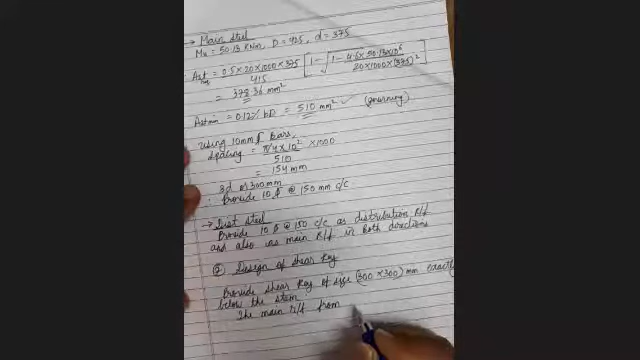 → Main Steel
Mu = 50.13 KNm, D = 425, d = 375
Ast req = 0.5×20×1000×375 / 415 [1 - √(1 - 4.6×50.13×10⁶ / 20×1000×(375)²)]
= 378.36 mm²
Astmin = 0.12% bD = 510 mm² ✓ (governing)
Using 10mm φ bars,
Spacing = π/4×10² / 510 ×1000
= 154 mm
3d or 300mm
∴ Provide 10 φ @ 150 mm c/c
→ Dist Steel
Provide 10 φ @ 150 c/c as distribution R/f
and also as main R/f in both directions
Design of Shear Key
Provide Shear Key of size (300 × 300) mm exactly
below the stem
The main r/f from